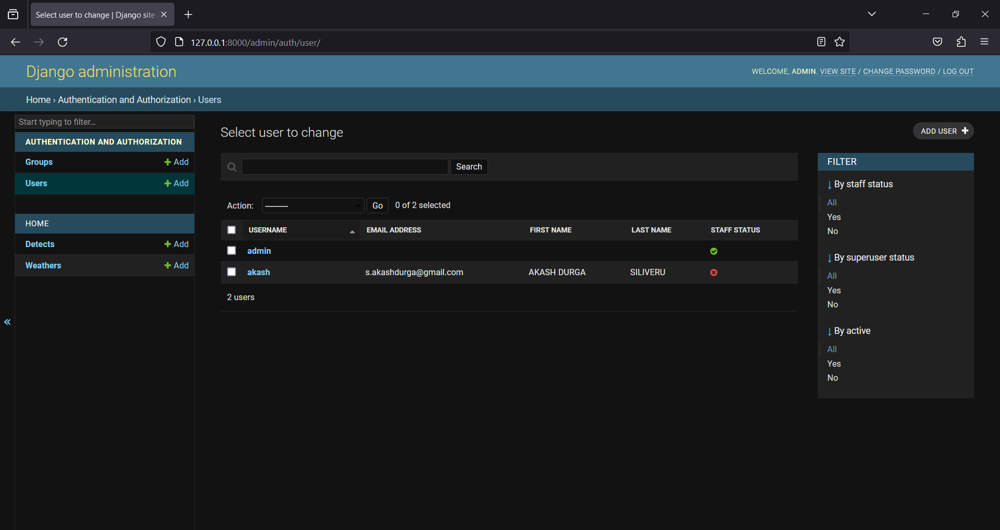 Select user to change | Django site
127.0.0.1:8000/admin/auth/user/
Django administration
WELCOME, ADMIN. VIEW SITE / CHANGE PASSWORD / LOG OUT
Home › Authentication and Authorization › Users
Start typing to filter...
AUTHENTICATION AND AUTHORIZATION
Groups Add
Users Add
HOME
Detects Add
Weathers Add
«
Select user to change
ADD USER
Search
Action: --------- Go 0 of 2 selected
USERNAME EMAIL ADDRESS FIRST NAME LAST NAME STAFF STATUS
admin
akash s.akashdurga@gmail.com AKASH DURGA SILIVERU
2 users
FILTER
↓ By staff status
All
Yes
No
↓ By superuser status
All
Yes
No
↓ By active
All
Yes
No